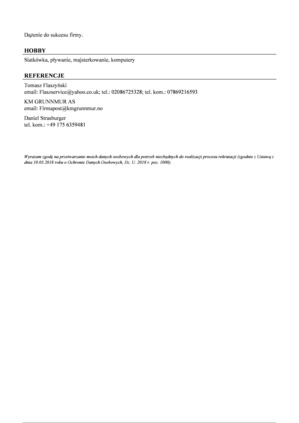 Dążenie do sukcesu firmy.
HOBBY
Siatkówka, pływanie, majsterkowanie, komputery
REFERENCJE
Tomasz Flaszyński
email: Flaszservice@yahoo.co.uk; tel.: 02086725328; tel. kom.: 07869216593
KM GRUNNMUR AS
email: Firmapost@kmgrunnmur.no
Daniel Strasburger
tel. kom.: +49 175 6359481
Wyrażam zgodę na przetwarzanie moich danych osobowych dla potrzeb niezbędnych do realizacji procesu rekrutacji (zgodnie z Ustawą z
dnia 10.05.2018 roku o Ochronie Danych Osobowych, Dz. U. 2018 r. poz. 1000).